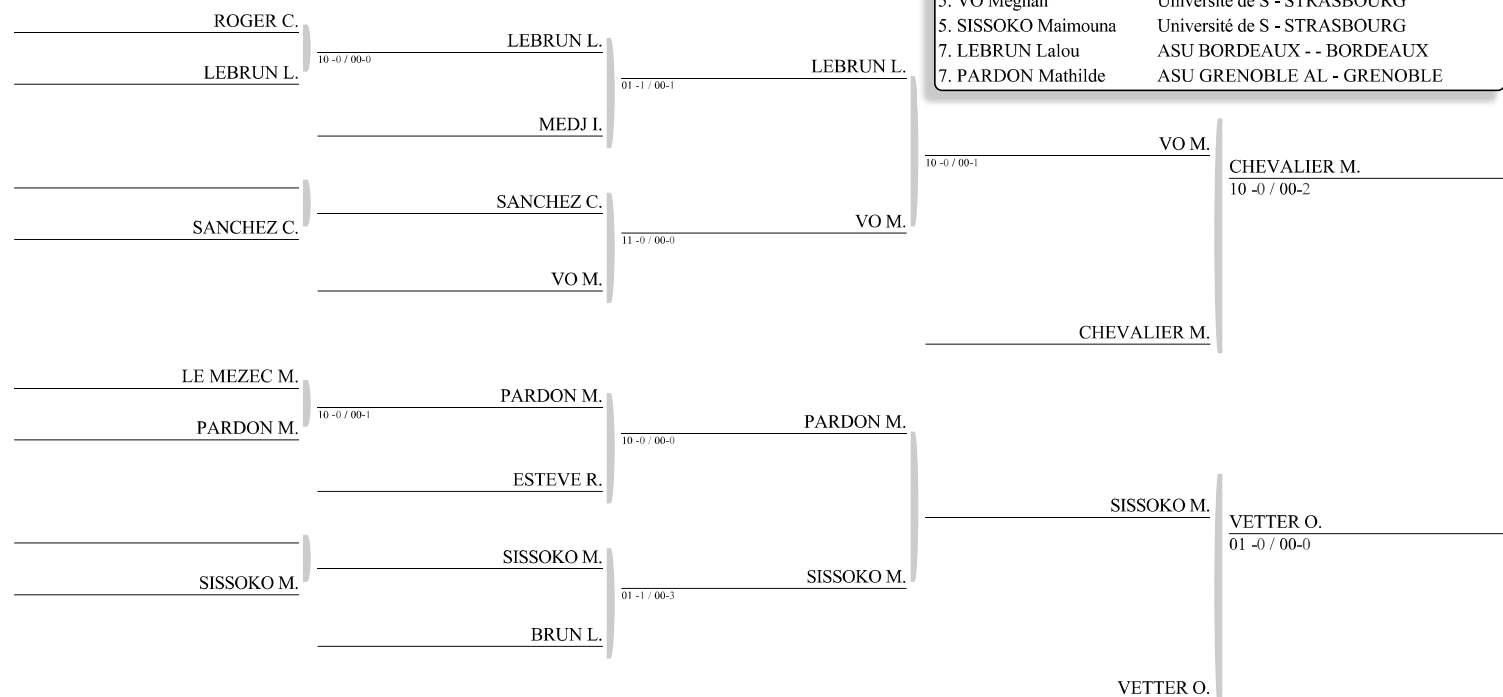 5. VO Meghan Université de S - STRASBOURG
5. SISSOKO Maimouna Université de S - STRASBOURG
7. LEBRUN Lalou ASU BORDEAUX - - BORDEAUX
7. PARDON Mathilde ASU GRENOBLE AL - GRENOBLE
ROGER C.
LEBRUN L.
10 -0 / 00-0
LEBRUN L.
MEDJ I.
01 -1 / 00-1
LEBRUN L.
SANCHEZ C.
SANCHEZ C.
VO M.
11 -0 / 00-0
VO M.
10 -0 / 00-1
VO M.
CHEVALIER M.
CHEVALIER M.
10 -0 / 00-2
LE MEZEC M.
PARDON M.
10 -0 / 00-1
PARDON M.
ESTEVE R.
10 -0 / 00-0
PARDON M.
SISSOKO M.
SISSOKO M.
BRUN L.
01 -1 / 00-3
SISSOKO M.
SISSOKO M.
VETTER O.
VETTER O.
01 -0 / 00-0